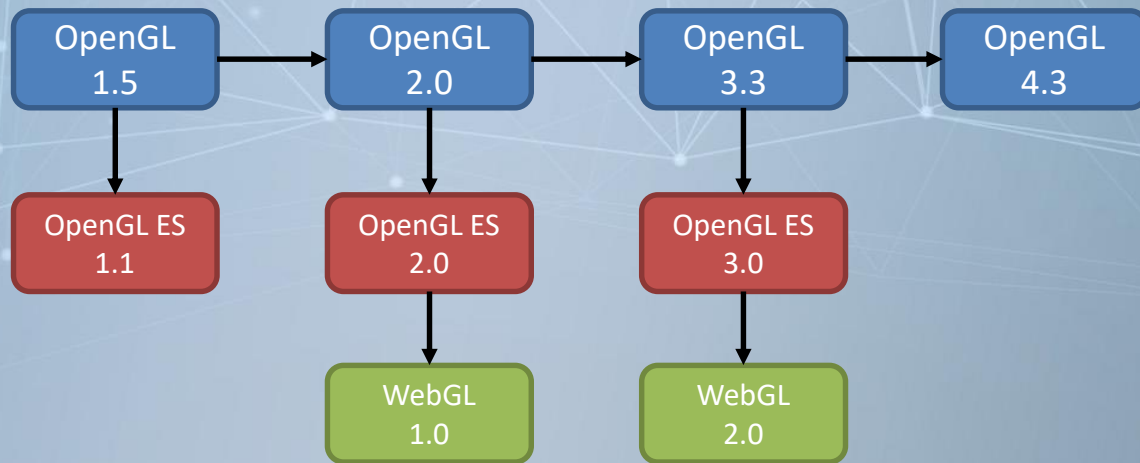 OpenGL
1.5
OpenGL
2.0
OpenGL
3.3
OpenGL
4.3
OpenGL ES
1.1
OpenGL ES
2.0
OpenGL ES
3.0
WebGL
1.0
WebGL
2.0